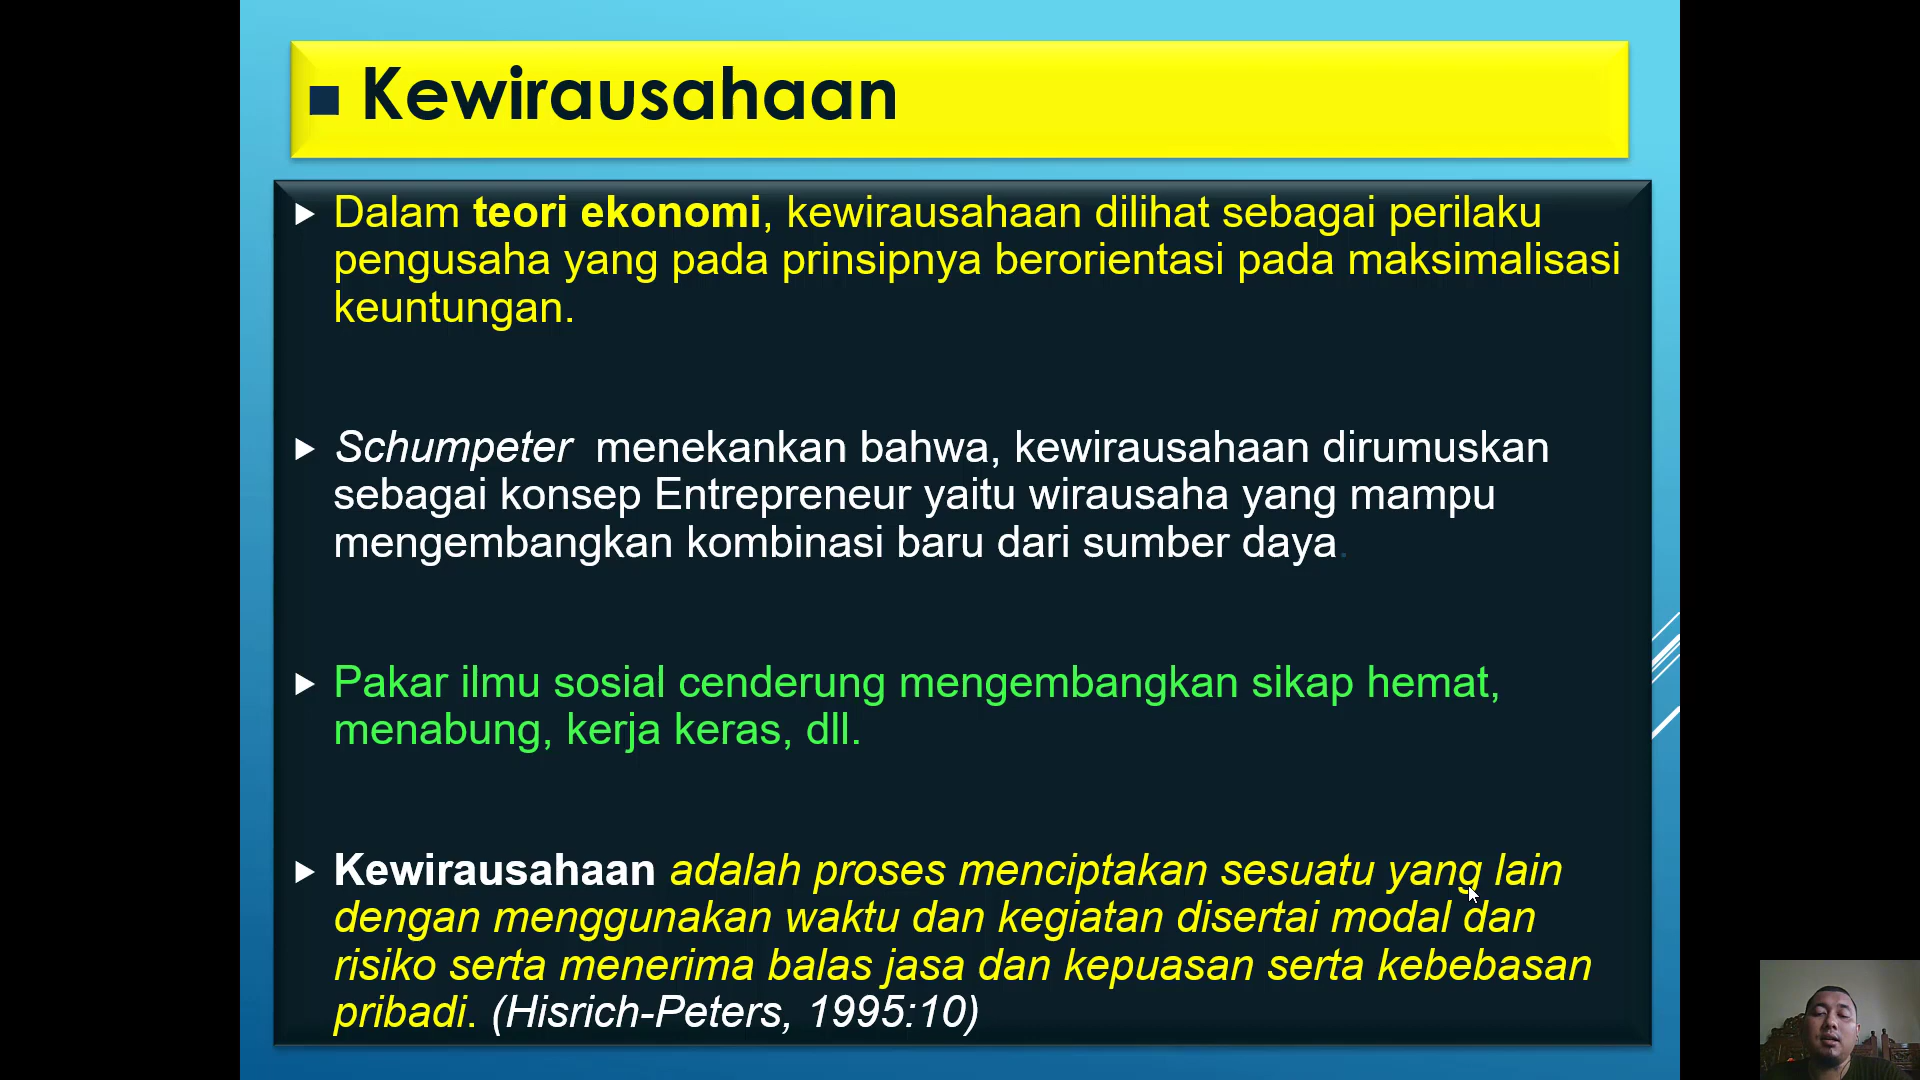 Kewirausahaan
Dalam teori ekonomi, kewirausahaan dilihat sebagai perilaku
pengusaha yang pada prinsipnya berorientasi pada maksimalisasi
keuntungan.
Schumpeter menekankan bahwa, kewirausahaan dirumuskan
sebagai konsep Entrepreneur yaitu wirausaha yang mampu
mengembangkan kombinasi baru dari sumber daya.
Pakar ilmu sosial cenderung mengembangkan sikap hemat,
menabung, kerja keras, dll.
Kewirausahaan adalah proses menciptakan sesuatu yang lain
dengan menggunakan waktu dan kegiatan disertai modal dan
risiko serta menerima balas jasa dan kepuasan serta kebebasan
pribadi. (Hisrich-Peters, 1995:10)